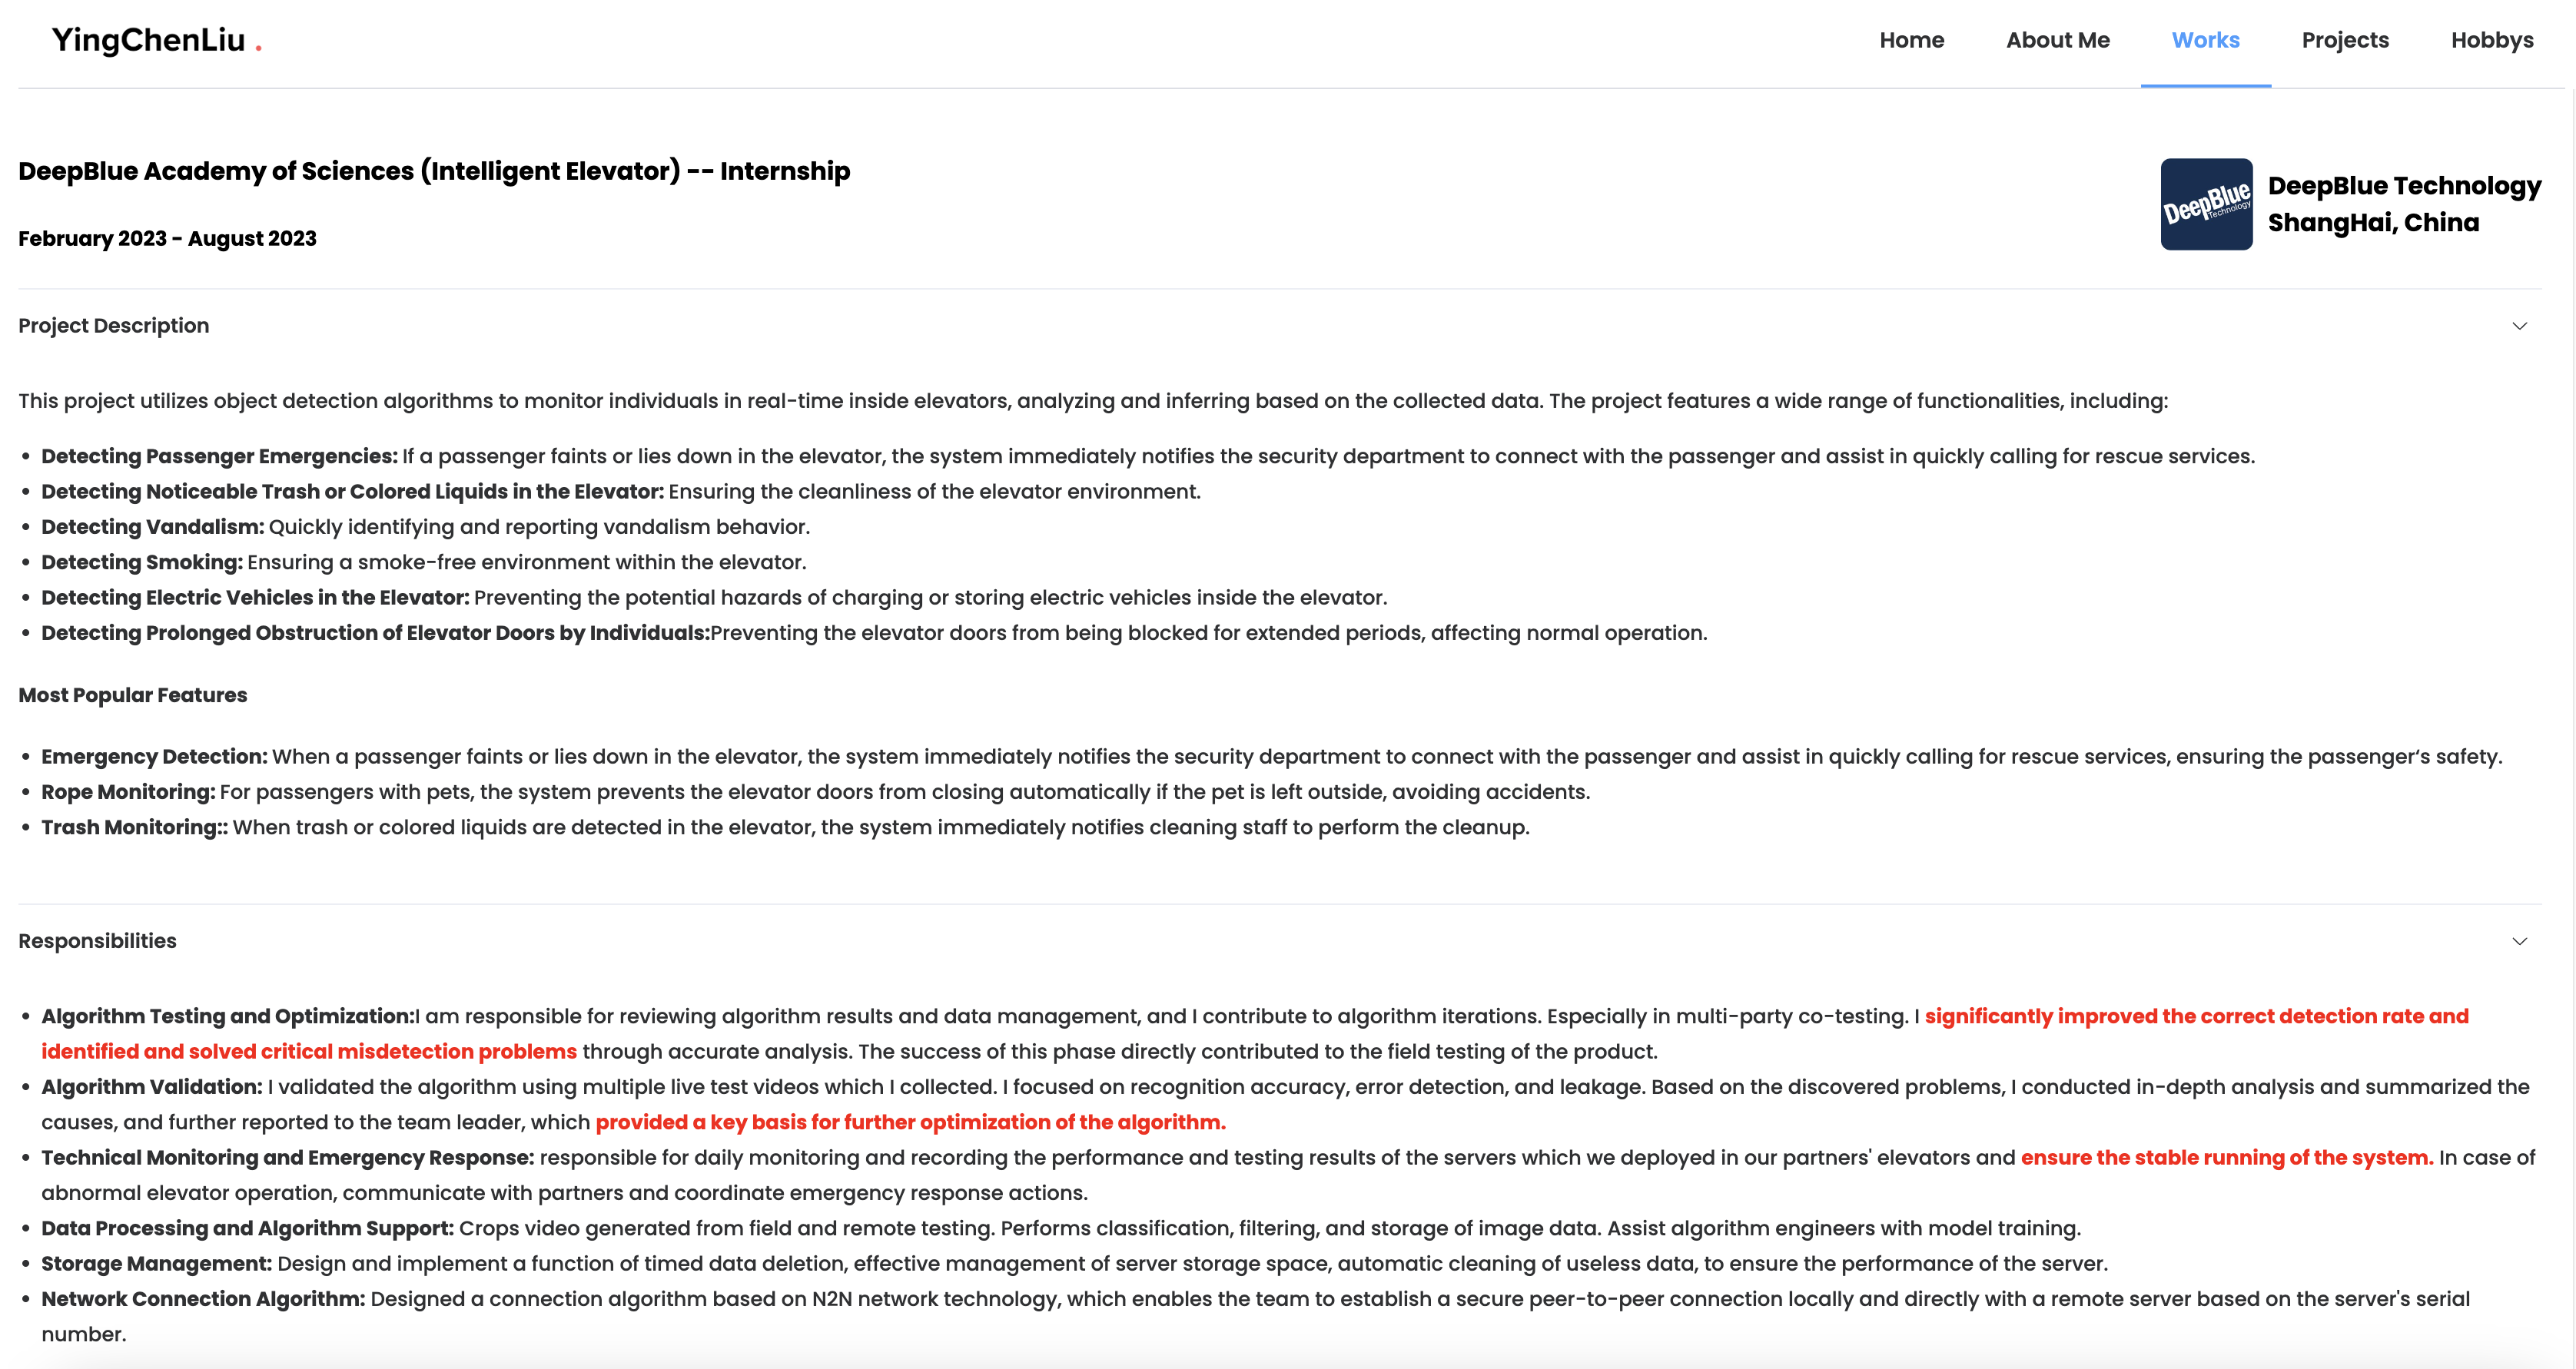 YingChenLiu .
Home About Me Works Projects Hobbys
DeepBlue Academy of Sciences (Intelligent Elevator) -- Internship
February 2023 - August 2023
DeepBlue
Technology
DeepBlue Technology
ShangHai, China
Project Description
This project utilizes object detection algorithms to monitor individuals in real-time inside elevators, analyzing and inferring based on the collected data. The project features a wide range of functionalities, including:
• Detecting Passenger Emergencies: If a passenger faints or lies down in the elevator, the system immediately notifies the security department to connect with the passenger and assist in quickly calling for rescue services.
• Detecting Noticeable Trash or Colored Liquids in the Elevator: Ensuring the cleanliness of the elevator environment.
• Detecting Vandalism: Quickly identifying and reporting vandalism behavior.
• Detecting Smoking: Ensuring a smoke-free environment within the elevator.
• Detecting Electric Vehicles in the Elevator: Preventing the potential hazards of charging or storing electric vehicles inside the elevator.
• Detecting Prolonged Obstruction of Elevator Doors by Individuals:Preventing the elevator doors from being blocked for extended periods, affecting normal operation.
Most Popular Features
• Emergency Detection: When a passenger faints or lies down in the elevator, the system immediately notifies the security department to connect with the passenger and assist in quickly calling for rescue services, ensuring the passenger‘s safety.
• Rope Monitoring: For passengers with pets, the system prevents the elevator doors from closing automatically if the pet is left outside, avoiding accidents.
• Trash Monitoring:: When trash or colored liquids are detected in the elevator, the system immediately notifies cleaning staff to perform the cleanup.
Responsibilities
• Algorithm Testing and Optimization:I am responsible for reviewing algorithm results and data management, and I contribute to algorithm iterations. Especially in multi-party co-testing. I significantly improved the correct detection rate and
identified and solved critical misdetection problems through accurate analysis. The success of this phase directly contributed to the field testing of the product.
• Algorithm Validation: I validated the algorithm using multiple live test videos which I collected. I focused on recognition accuracy, error detection, and leakage. Based on the discovered problems, I conducted in-depth analysis and summarized the
causes, and further reported to the team leader, which provided a key basis for further optimization of the algorithm.
• Technical Monitoring and Emergency Response: responsible for daily monitoring and recording the performance and testing results of the servers which we deployed in our partners' elevators and ensure the stable running of the system. In case of
abnormal elevator operation, communicate with partners and coordinate emergency response actions.
• Data Processing and Algorithm Support: Crops video generated from field and remote testing. Performs classification, filtering, and storage of image data. Assist algorithm engineers with model training.
• Storage Management: Design and implement a function of timed data deletion, effective management of server storage space, automatic cleaning of useless data, to ensure the performance of the server.
• Network Connection Algorithm: Designed a connection algorithm based on N2N network technology, which enables the team to establish a secure peer-to-peer connection locally and directly with a remote server based on the server's serial
number.